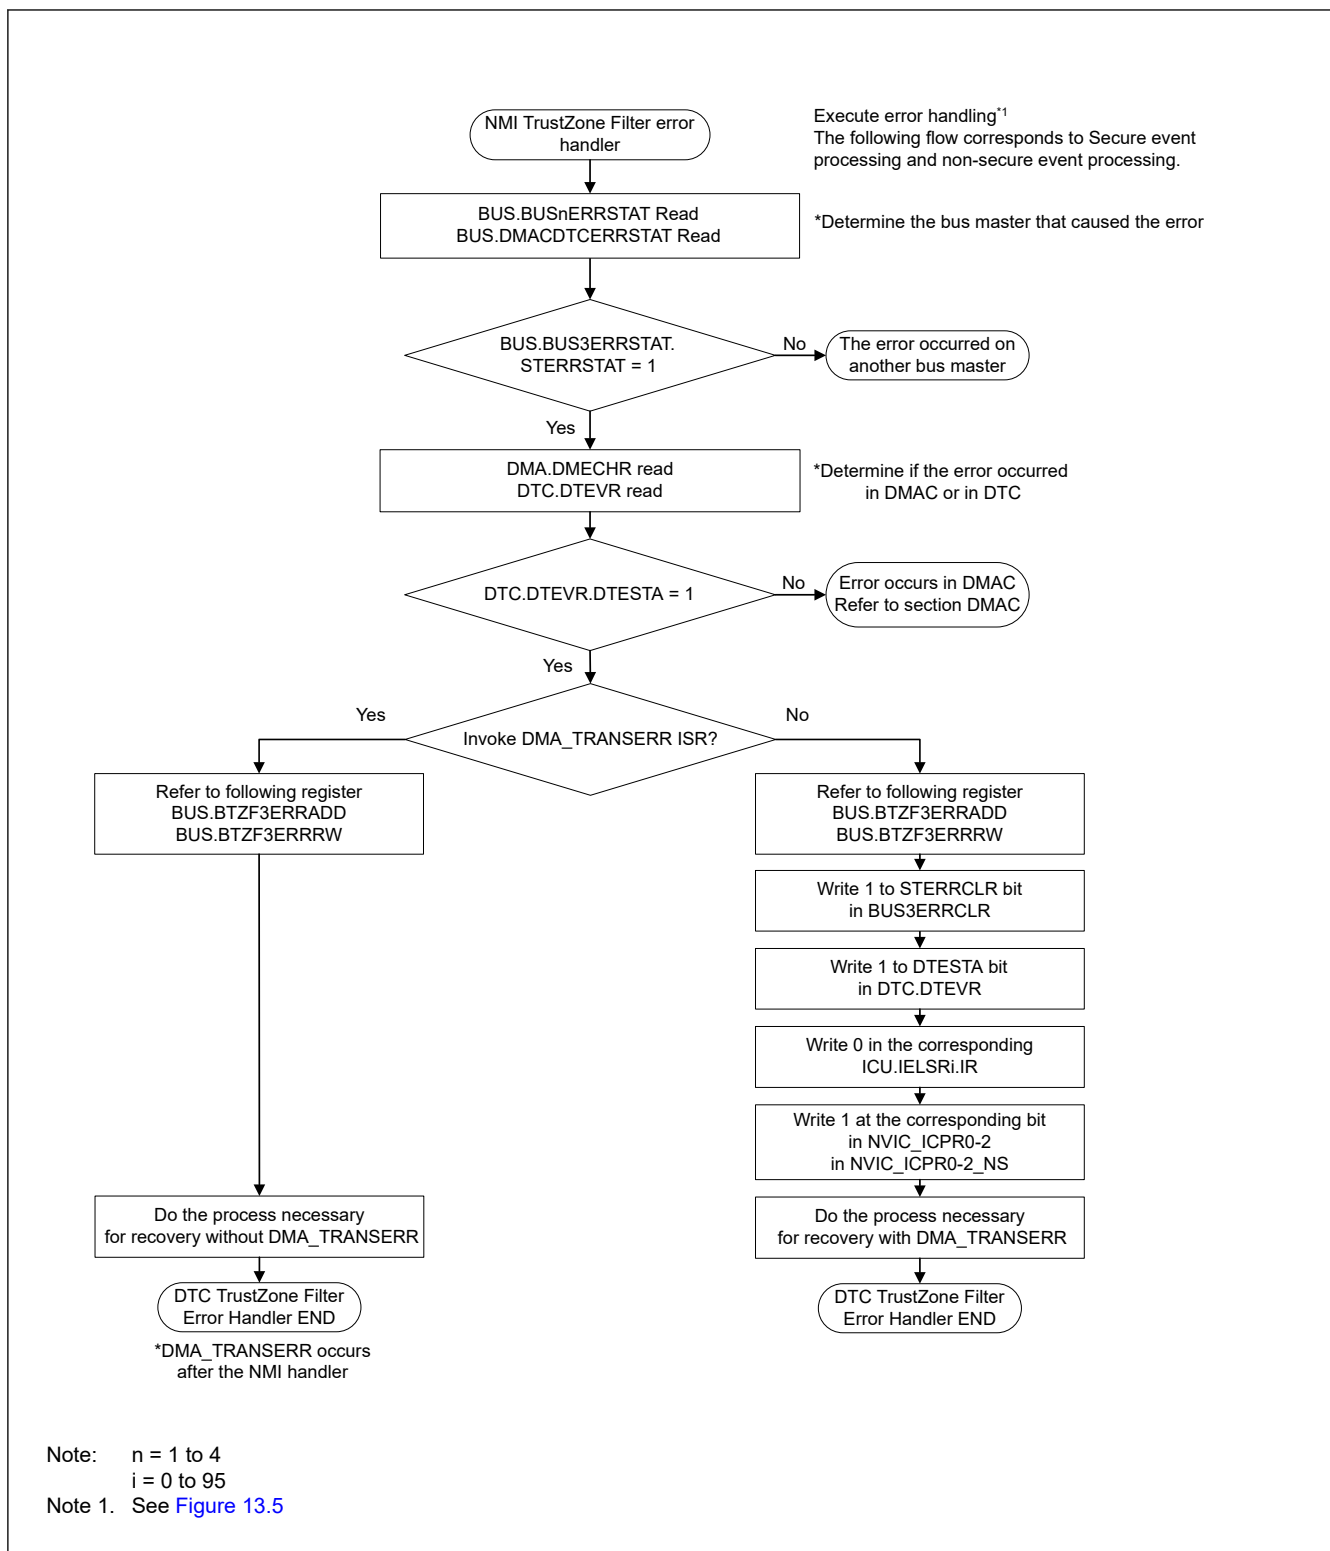 NMI TrustZone Filter error
handler
Execute error handling*1
The following flow corresponds to Secure event
processing and non-secure event processing.
BUS.BUSnERRSTAT Read
BUS.DMACDTCERRSTAT Read
*Determine the bus master that caused the error
BUS.BUS3ERRSTAT.
STERRSTAT = 1
No
The error occurred on
another bus master
Yes
DMA.DMECHR read
DTC.DTEVR read
*Determine if the error occurred
in DMAC or in DTC
DTC.DTEVR.DTESTA = 1
No
Error occurs in DMAC
Refer to section DMAC
Yes
Invoke DMA_TRANSERR ISR?
Yes
No
Refer to following register
BUS.BTZF3ERRADD
BUS.BTZF3ERRRW
Refer to following register
BUS.BTZF3ERRADD
BUS.BTZF3ERRRW
Write 1 to STERRCLR bit
in BUS3ERRCLR
Write 1 to DTESTA bit
in DTC.DTEVR
Write 0 in the corresponding
ICU.IELSRi.IR
Write 1 at the corresponding bit
in NVIC_ICPR0-2
in NVIC_ICPR0-2_NS
Do the process necessary
for recovery without DMA_TRANSERR
Do the process necessary
for recovery with DMA_TRANSERR
DTC TrustZone Filter
Error Handler END
DTC TrustZone Filter
Error Handler END
*DMA_TRANSERR occurs
after the NMI handler
Note: n = 1 to 4
i = 0 to 95
Note 1. See Figure 13.5